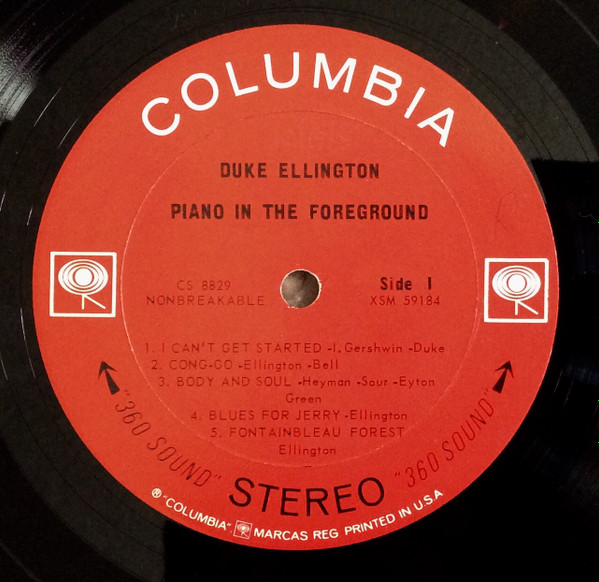 COLUMBIA
DUKE ELLINGTON
PIANO IN THE FOREGROUND
CS 8829
NONBREAKABLE
Side 1
XSM 59184
1. I CAN'T GET STARTED -I. Gershwin -Duke
2. CONG-GO -Ellington -Bell
3. BODY AND SOUL -Heyman -Sour -Eyton
Green
4. BLUES FOR JERRY -Ellington
5. FONTAINBLEAU FOREST
Ellington
"360 SOUND" STEREO "360 SOUND"
® "COLUMBIA" MARCAS REG PRINTED IN U.S.A